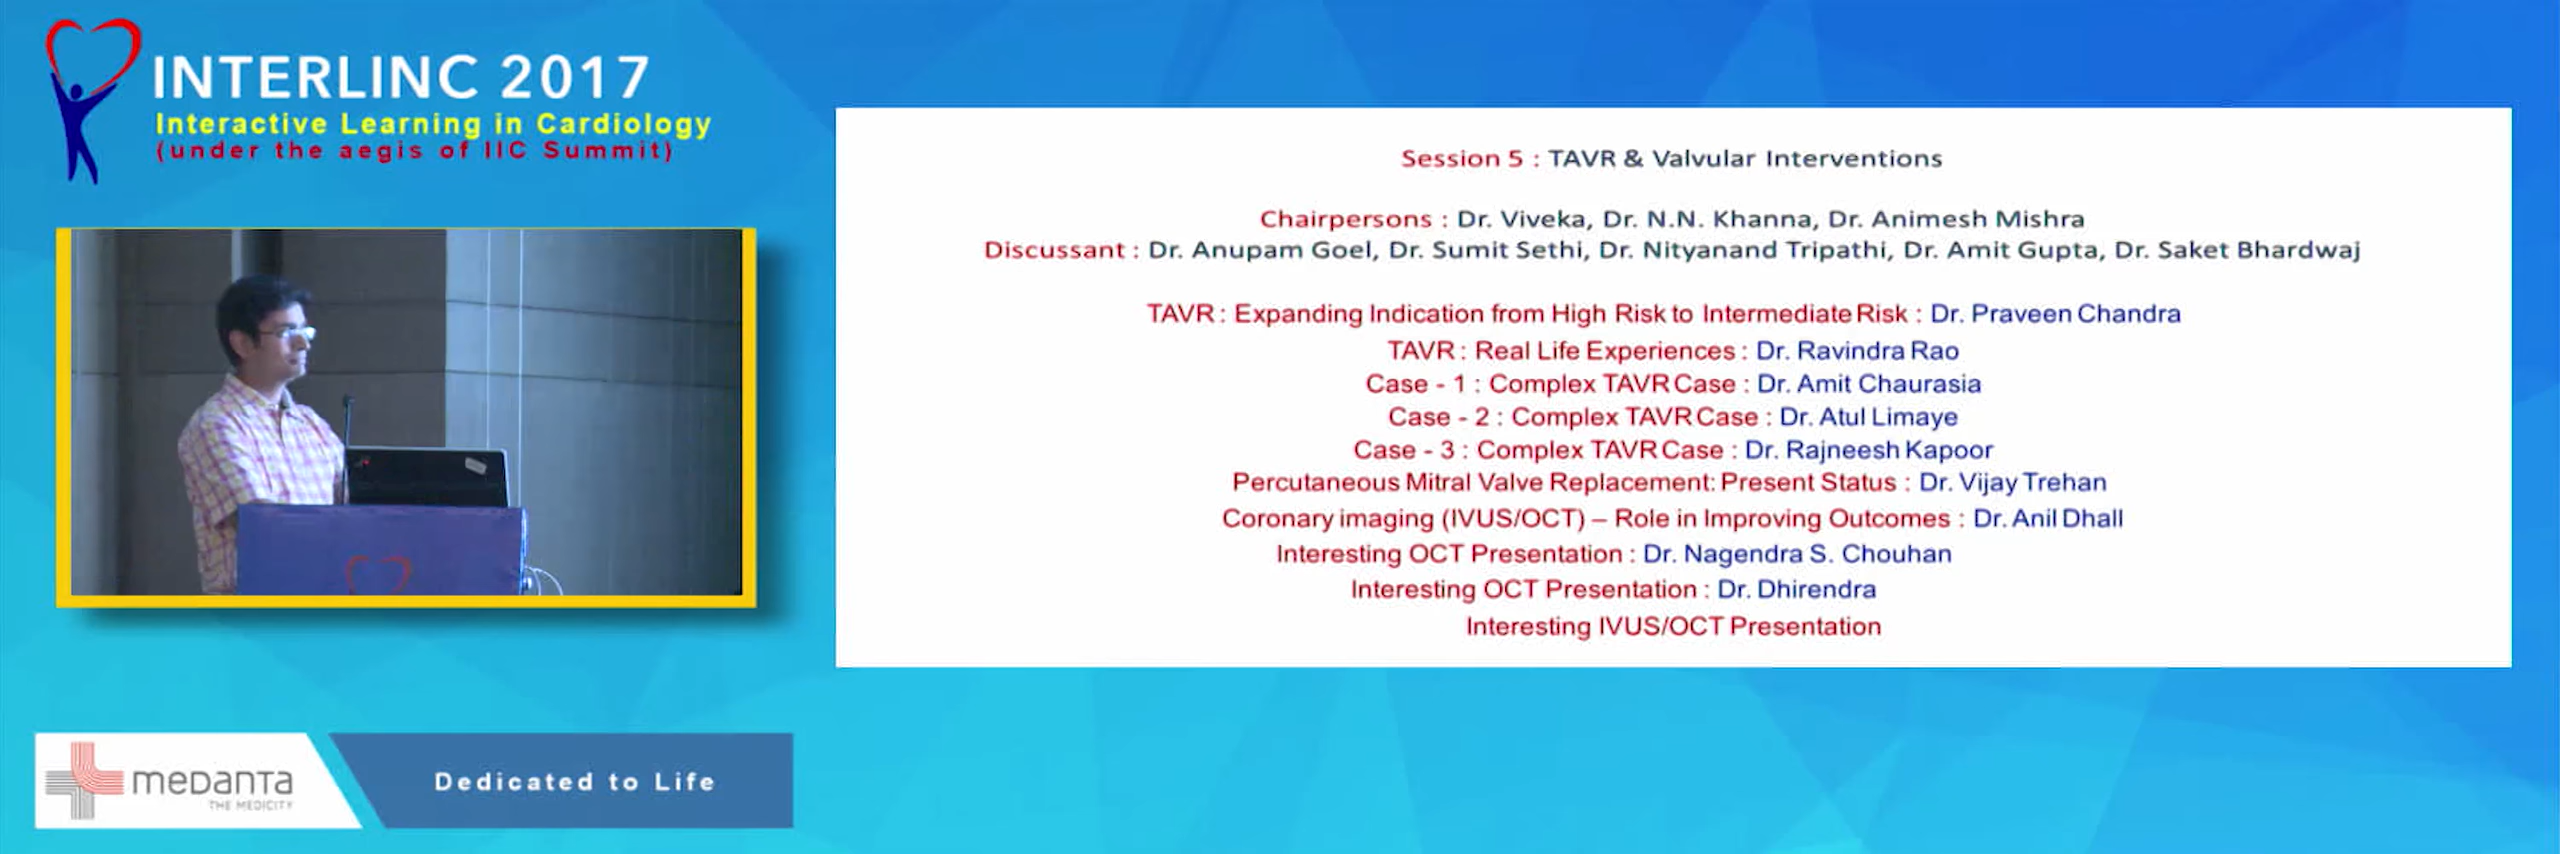 INTERLINC 2017
Interactive Learning in Cardiology
(under the aegis of IIC Summit)
Session 5 : TAVR & Valvular Interventions
Chairpersons : Dr. Viveka, Dr. N.N. Khanna, Dr. Animesh Mishra
Discussant : Dr. Anupam Goel, Dr. Sumit Sethi, Dr. Nityanand Tripathi, Dr. Amit Gupta, Dr. Saket Bhardwaj
TAVR : Expanding Indication from High Risk to Intermediate Risk : Dr. Praveen Chandra
TAVR : Real Life Experiences : Dr. Ravindra Rao
Case - 1 : Complex TAVR Case : Dr. Amit Chaurasia
Case - 2 : Complex TAVR Case : Dr. Atul Limaye
Case - 3 : Complex TAVR Case : Dr. Rajneesh Kapoor
Percutaneous Mitral Valve Replacement: Present Status : Dr. Vijay Trehan
Coronary imaging (IVUS/OCT) – Role in Improving Outcomes : Dr. Anil Dhall
Interesting OCT Presentation : Dr. Nagendra S. Chouhan
Interesting OCT Presentation : Dr. Dhirendra
Interesting IVUS/OCT Presentation
meDanTa
THE MEDICITY
Dedicated to Life